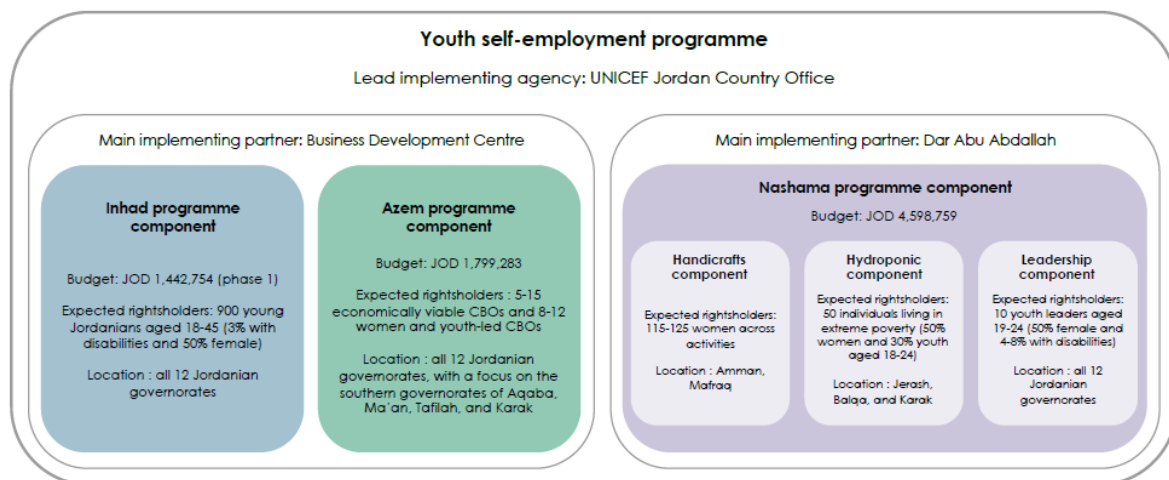 Youth self-employment programme
Lead implementing agency: UNICEF Jordan Country Office
Main implementing partner: Business Development Centre
Inhad programme
component
Budget: JOD 1,442,754 (phase 1)
Expected rightsholders: 900 young
Jordanians aged 18-45 (3% with
disabilities and 50% female)
Location : all 12 Jordanian
governorates
Azem programme
component
Budget: JOD 1,799,283
Expected rightsholders : 5-15
economically viable CBOs and 8-12
women and youth-led CBOs
Location : all 12 Jordanian
governorates, with a focus on the
southern governorates of Aqaba,
Ma'an, Tafilah, and Karak
Main implementing partner: Dar Abu Abdallah
Nashama programme component
Budget: JOD 4,598,759
Handicrafts
component
Expected rightsholders:
115-125 women across
activities
Location : Amman,
Mafraq
Hydroponic
component
Expected rightsholders:
50 individuals living in
extreme poverty (50%
women and 30% youth
aged 18-24)
Location : Jerash,
Balqa, and Karak
Leadership
component
Expected rightsholders:
10 youth leaders aged
19-24 (50% female and
4-8% with disabilities)
Location : all 12
Jordanian
governorates